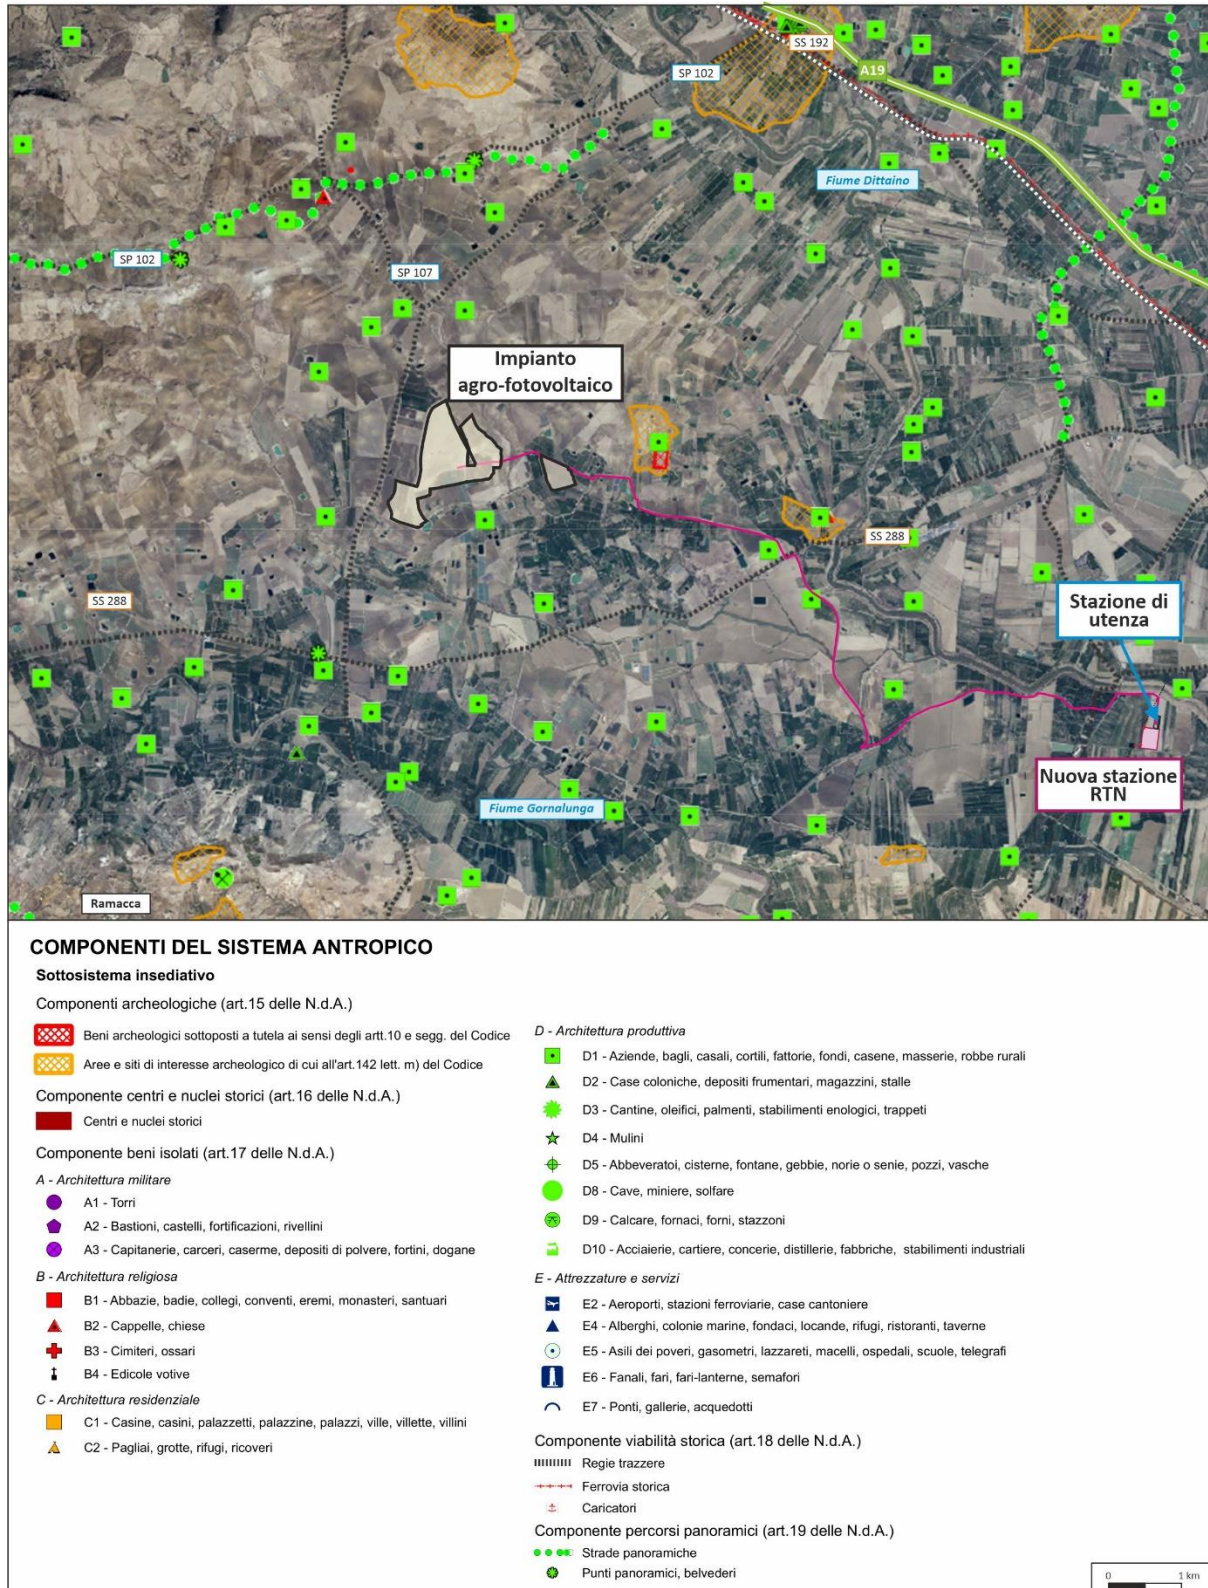 SS 192
SP 102
A19
Fiume Dittaino
SP 102
SP 107
Impianto
agro-fotovoltaico
SS 288
SS 288
Stazione di
utenza
Nuova stazione
RTN
Fiume Gornalunga
Ramacca
COMPONENTI DEL SISTEMA ANTROPICO
Sottosistema insediativo
Componenti archeologiche (art.15 delle N.d.A.)
Beni archeologici sottoposti a tutela ai sensi degli artt.10 e segg. del Codice
Aree e siti di interesse archeologico di cui all'art.142 lett. m) del Codice
Componente centri e nuclei storici (art.16 delle N.d.A.)
Centri e nuclei storici
Componente beni isolati (art.17 delle N.d.A.)
A - Architettura militare
A1 - Torri
A2 - Bastioni, castelli, fortificazioni, rivellini
A3 - Capitanerie, carceri, caserme, depositi di polvere, fortini, dogane
B - Architettura religiosa
B1 - Abbazie, badie, collegi, conventi, eremi, monasteri, santuari
B2 - Cappelle, chiese
B3 - Cimiteri, ossari
B4 - Edicole votive
C - Architettura residenziale
C1 - Casine, casini, palazzetti, palazzine, palazzi, ville, villette, villini
C2 - Pagliai, grotte, rifugi, ricoveri
D - Architettura produttiva
D1 - Aziende, bagli, casali, cortili, fattorie, fondi, casene, masserie, robbe rurali
D2 - Case coloniche, depositi frumentari, magazzini, stalle
D3 - Cantine, oleifici, palmenti, stabilimenti enologici, trappeti
D4 - Mulini
D5 - Abbeveratoi, cisterne, fontane, gebbie, norie o senie, pozzi, vasche
D8 - Cave, miniere, solfare
D9 - Calcare, fornaci, forni, stazzoni
D10 - Acciaierie, cartiere, concerie, distillerie, fabbriche, stabilimenti industriali
E - Attrezzature e servizi
E2 - Aeroporti, stazioni ferroviarie, case cantoniere
E4 - Alberghi, colonie marine, fondaci, locande, rifugi, ristoranti, taverne
E5 - Asili dei poveri, gasometri, lazzareti, macelli, ospedali, scuole, telegrafi
E6 - Fanali, fari, fari-lanterne, semafori
E7 - Ponti, gallerie, acquedotti
Componente viabilità storica (art.18 delle N.d.A.)
Regie trazzere
Ferrovia storica
Caricatori
Componente percorsi panoramici (art.19 delle N.d.A.)
Strade panoramiche
Punti panoramici, belvederi
0 1 km